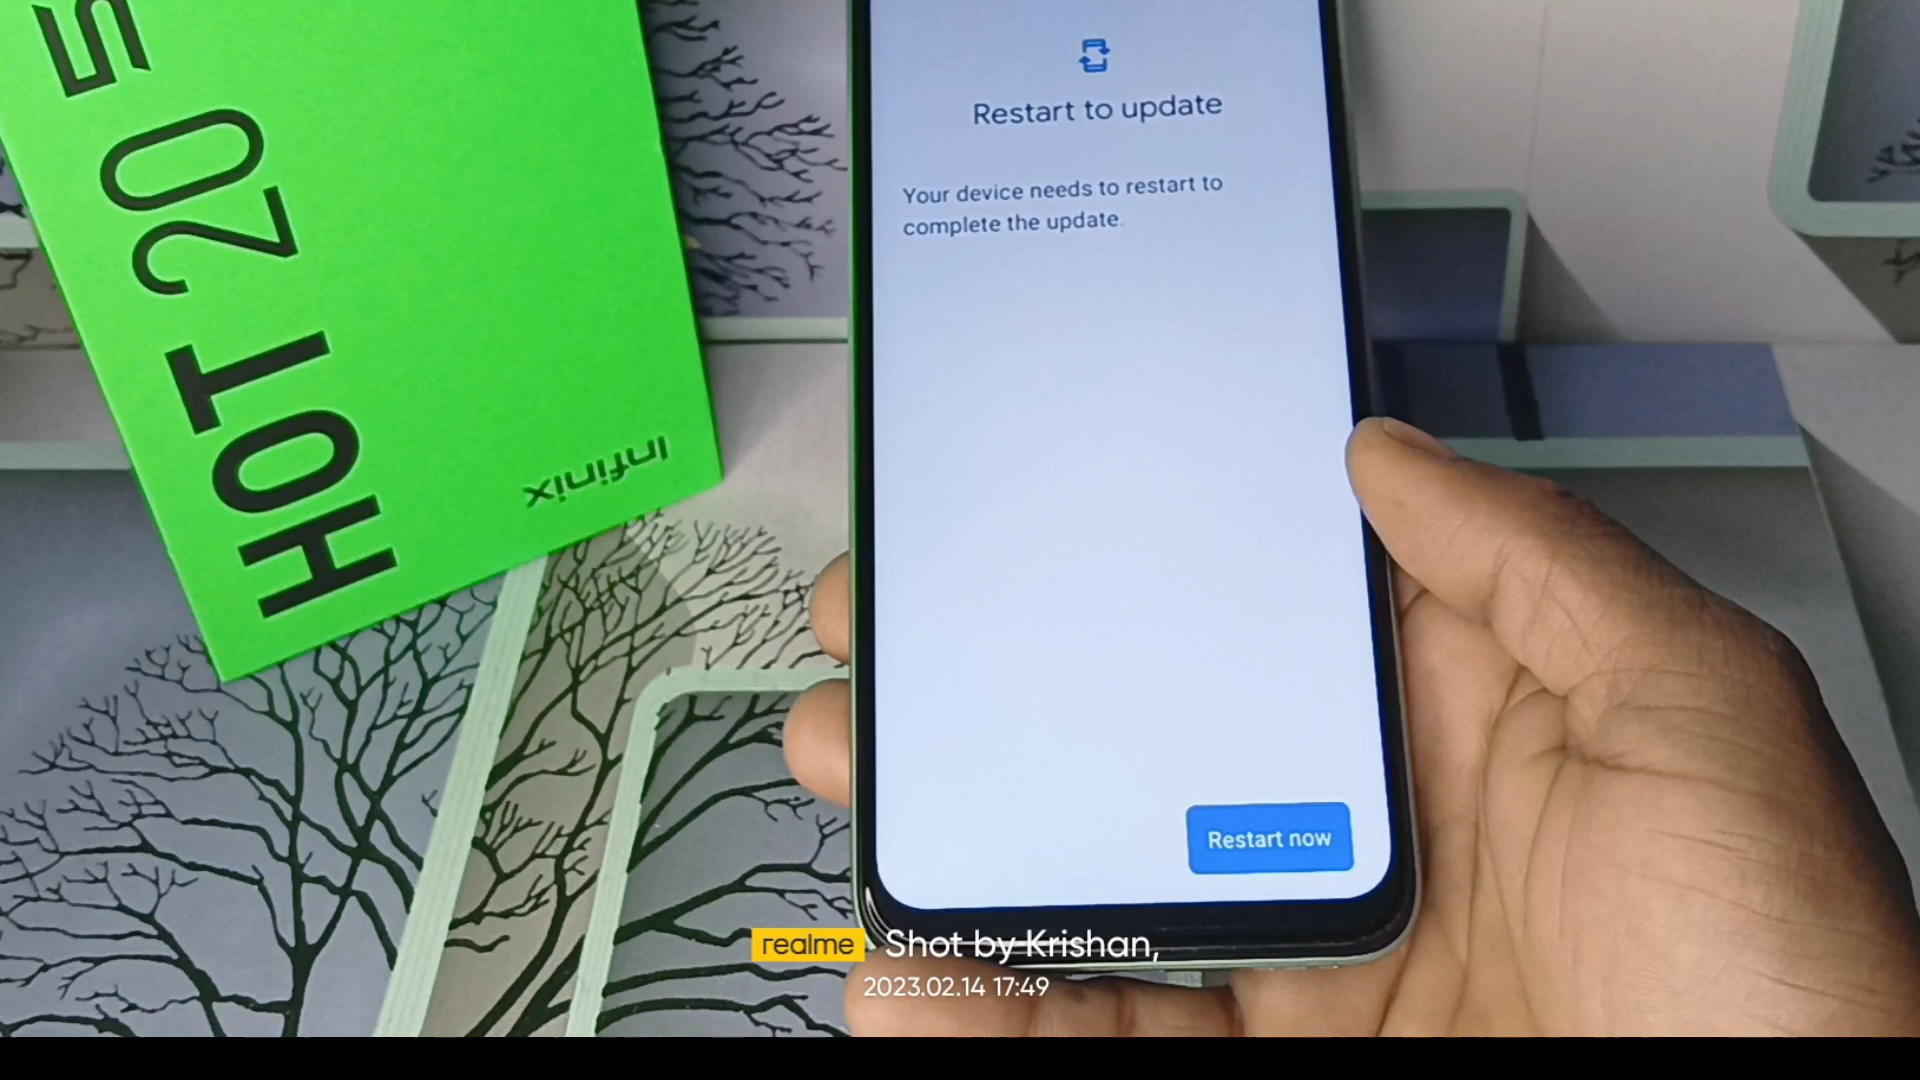 HOT 20 5
Infinix
Restart to update
Your device needs to restart to
complete the update.
Restart now
realme Shot by Krishan,
2023.02.14 17:49